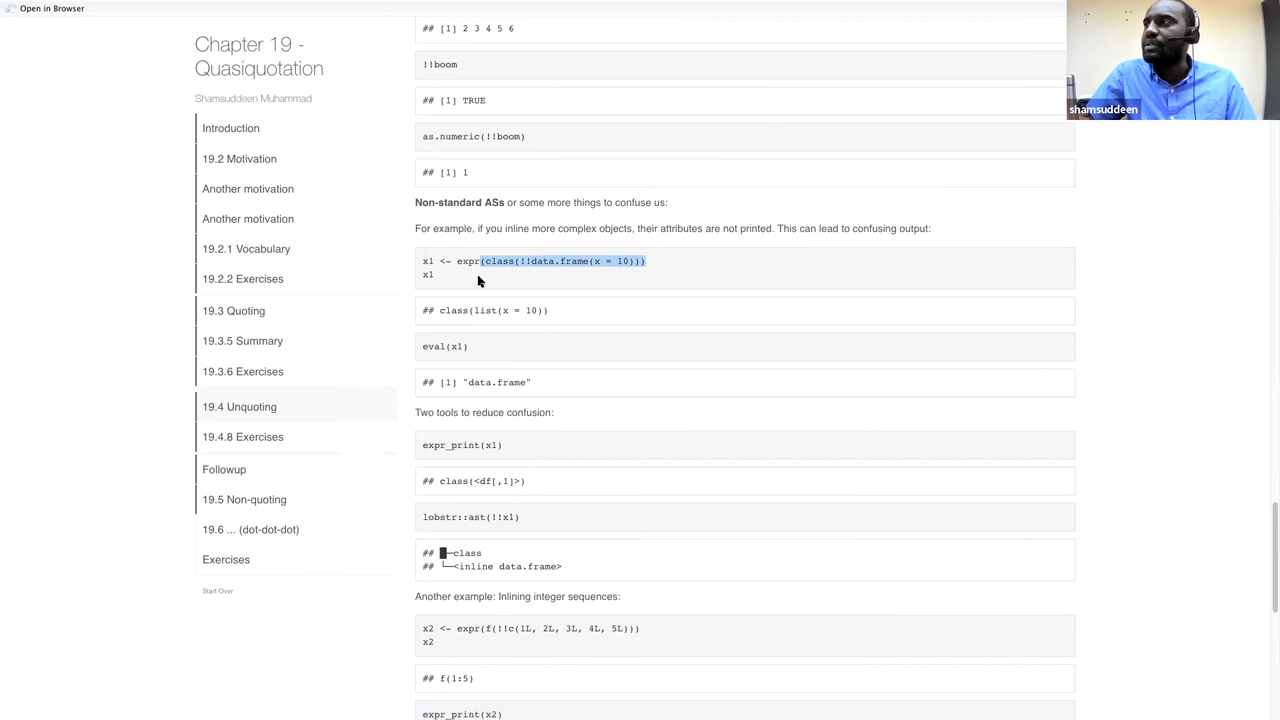 Open in Browser
Chapter 19 -
Quasiquotation
Shamsuddeen Muhammad
Introduction
19.2 Motivation
Another motivation
Another motivation
19.2.1 Vocabulary
19.2.2 Exercises
19.3 Quoting
19.3.5 Summary
19.3.6 Exercises
19.4 Unquoting
19.4.8 Exercises
Followup
19.5 Non-quoting
19.6 ... (dot-dot-dot)
Exercises
Start Over
## [1] 2 3 4 5 6
!!boom
## [1] TRUE
as.numeric(!!boom)
## [1] 1
Non-standard ASs or some more things to confuse us:
For example, if you inline more complex objects, their attributes are not printed. This can lead to confusing output:
x1 <- expr(class(!!data.frame(x = 10)))
x1
## class(list(x = 10))
eval(x1)
## [1] "data.frame"
Two tools to reduce confusion:
expr_print(x1)
## class(<df[,1]>)
lobstr::ast(!!x1)
## █─class
## └─<inline data.frame>
Another example: Inlining integer sequences:
x2 <- expr(f(!!c(1L, 2L, 3L, 4L, 5L)))
x2
## f(1:5)
expr_print(x2)
shamsuddeen